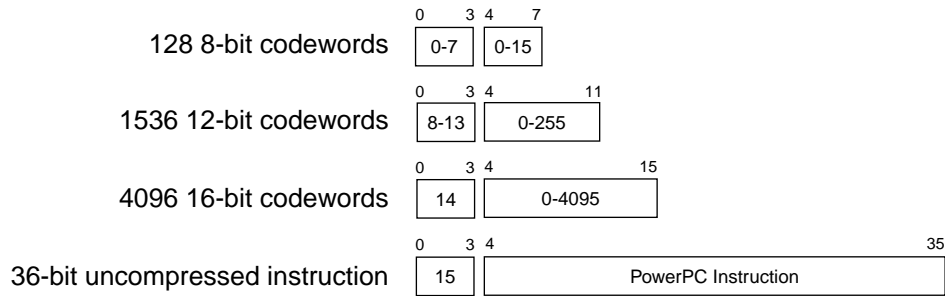 0 3 4 7
128 8-bit codewords 0-7 0-15
0 3 4 11
1536 12-bit codewords 8-13 0-255
0 3 4 15
4096 16-bit codewords 14 0-4095
0 3 4 35
36-bit uncompressed instruction 15 PowerPC Instruction